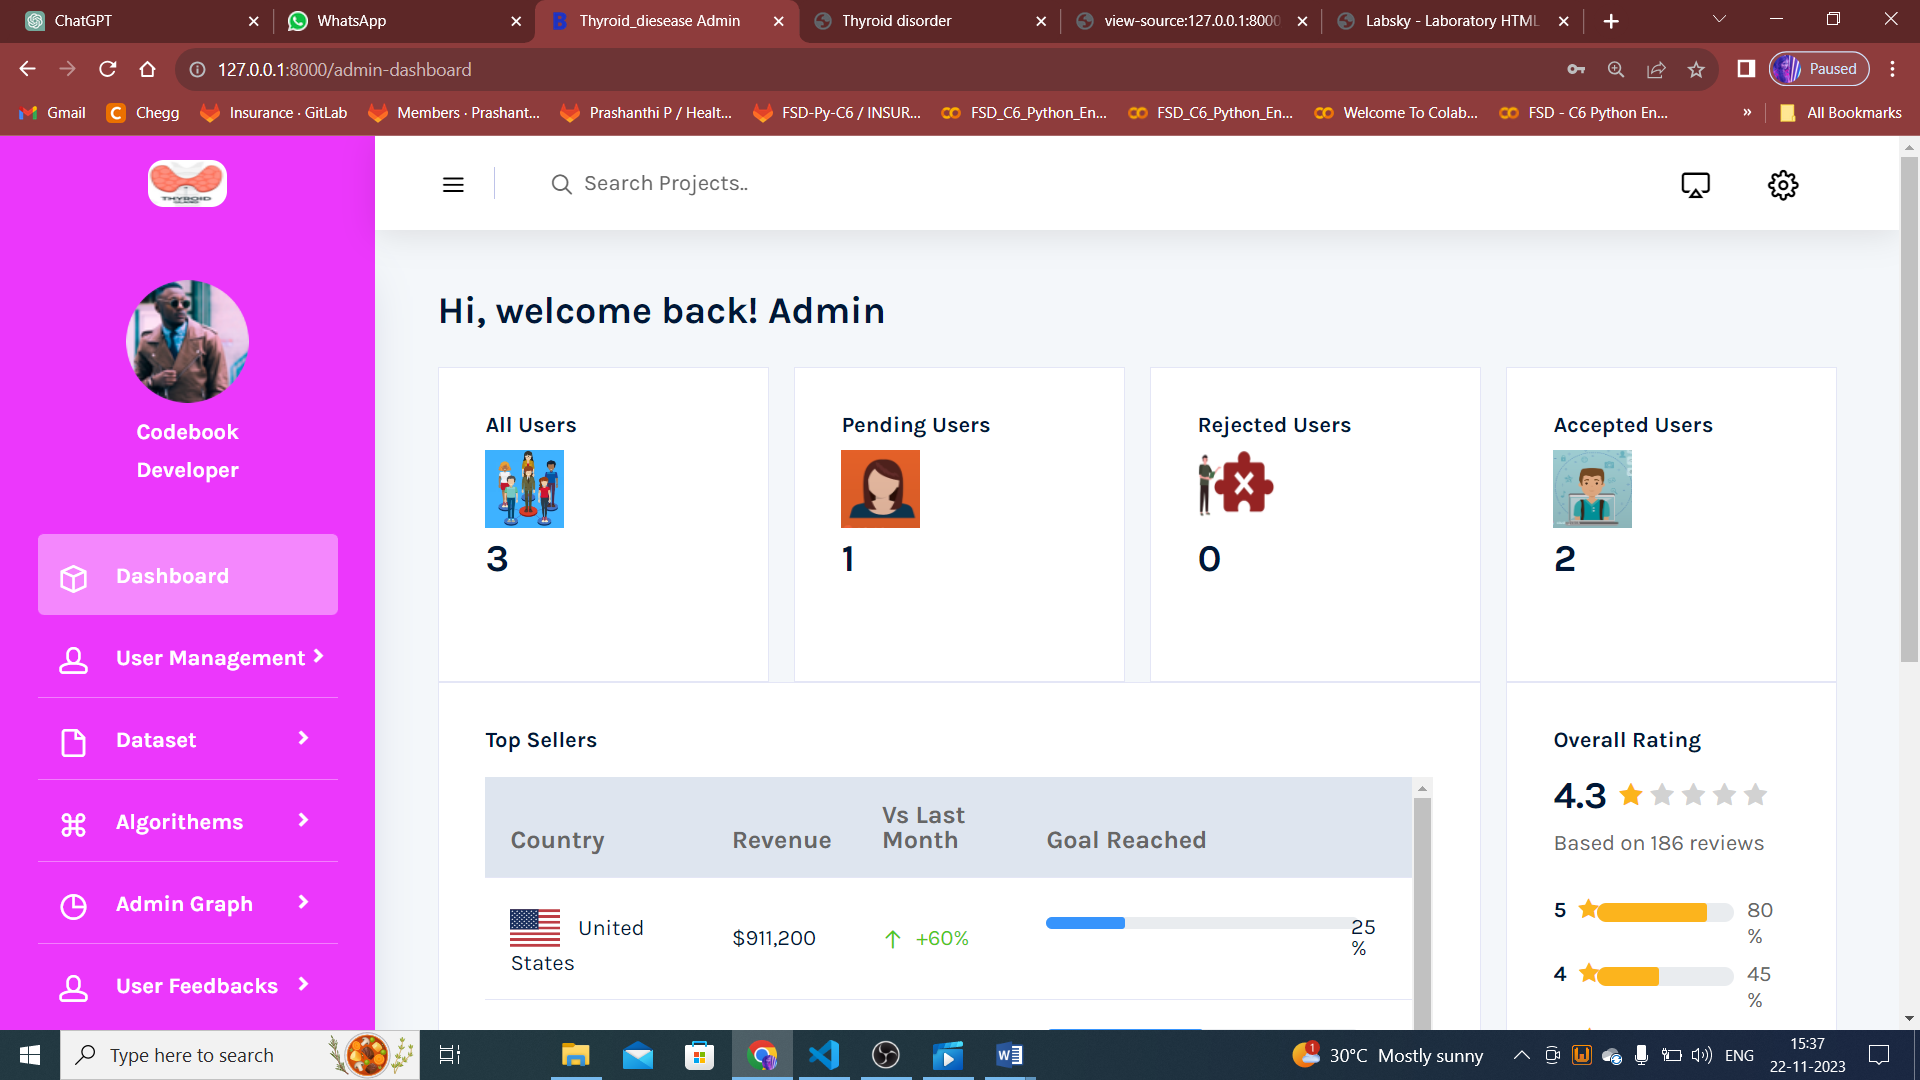 ChatGPT
WhatsApp
Thyroid_diesease Admin
Thyroid disorder
view-source:127.0.0.1:8000
Labsky - Laboratory HTML
127.0.0.1:8000/admin-dashboard
Paused
Gmail
Chegg
Insurance · GitLab
Members · Prashant...
Prashanthi P / Healt...
FSD-Py-C6 / INSUR...
FSD_C6_Python_En...
FSD_C6_Python_En...
Welcome To Colab...
FSD - C6 Python En...
»
All Bookmarks
THYROID
Search Projects..
Codebook
Developer
Dashboard
User Management
Dataset
Algorithems
Admin Graph
User Feedbacks
Hi, welcome back! Admin
All Users
3
Pending Users
1
Rejected Users
0
Accepted Users
2
Top Sellers
Country Revenue Vs Last Month Goal Reached
United States $911,200 +60% 25 %
Overall Rating
4.3
Based on 186 reviews
5 80 %
4 45 %
Type here to search
1
30°C Mostly sunny
ENG
15:37
22-11-2023